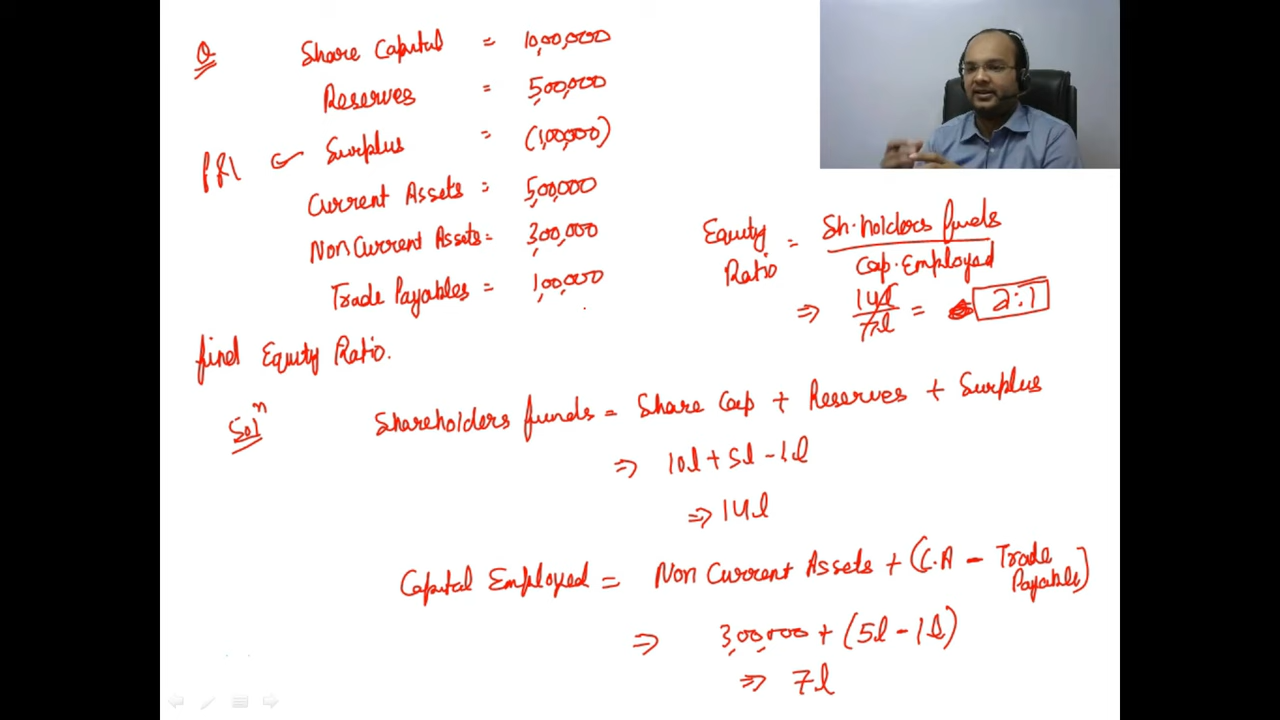 Q Share Capital = 10,00,000
Reserves = 5,00,000
Surplus = (1,00,000)
Current Assets = 5,00,000
Non Current Assets = 3,00,000
Trade Payables = 1,00,000
find Equity Ratio.
Equity Ratio = Sh.holders funds / Cap. Employed
⇒ 14l / 7l = 2:1
Solⁿ Shareholders funds = Share Cap + Reserves + Surplus
⇒ 10l + 5l - 1l
⇒ 14l
Capital Employed = Non Current Assets + (C.A - Trade Payables)
⇒ 3,00,000 + (5l - 1l)
⇒ 7l